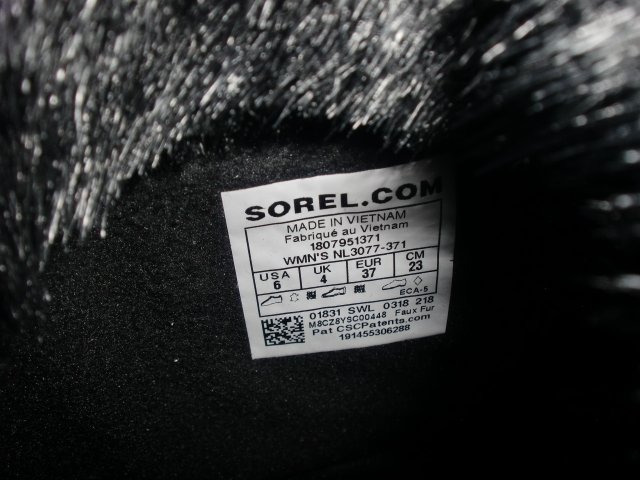 SOREL.COM
MADE IN VIETNAM
Fabriqué au Vietnam
1807951371
WMN'S NL3077-371
USA UK EUR CM
6 4 37 23
ECA-5
01831 SWL 0318 218
M8CZ8Y9C00448 Faux Fur
Pat CSCPatents.com
191455306288